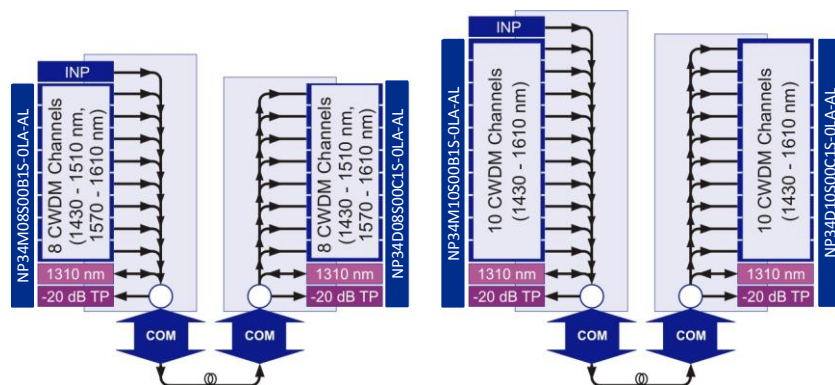 NP34M08S00B1S-0LA-AL
INP
8 CWDM Channels
(1430 - 1510 nm,
1570 - 1610 nm)
1310 nm
-20 dB TP
COM
8 CWDM Channels
(1430 - 1510 nm,
1570 - 1610 nm)
1310 nm
-20 dB TP
COM
NP34D08S00C1S-0LA-AL
NP34M10S00B1S-0LA-AL
INP
10 CWDM Channels
(1430 - 1610 nm)
1310 nm
-20 dB TP
COM
10 CWDM Channels
(1430 - 1610 nm)
1310 nm
-20 dB TP
COM
NP34D10S00C1S-0LA-AL